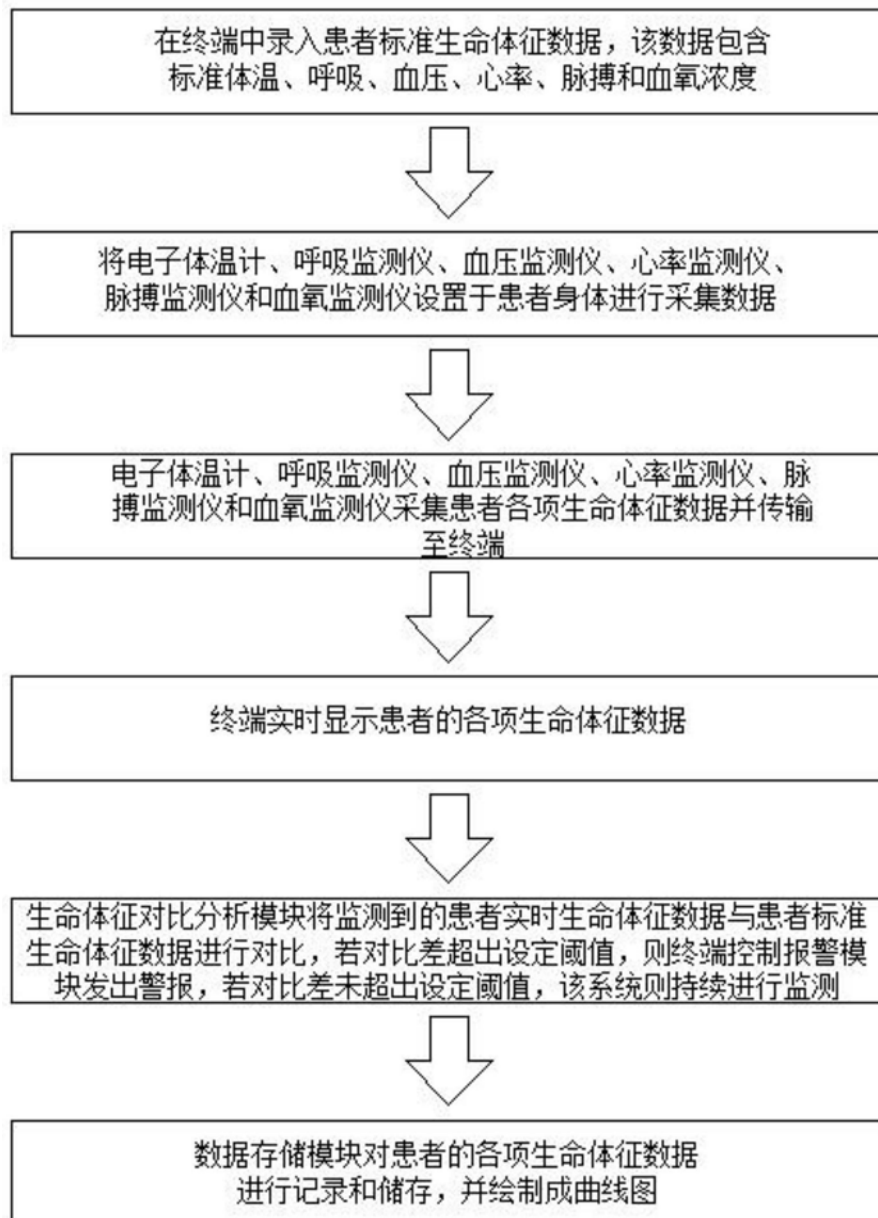 在终端中录入患者标准生命体征数据，该数据包含
标准体温、呼吸、血压、心率、脉搏和血氧浓度
将电子体温计、呼吸监测仪、血压监测仪、心率监测仪、
脉搏监测仪和血氧监测仪设置于患者身体进行采集数据
电子体温计、呼吸监测仪、血压监测仪、心率监测仪、脉
搏监测仪和血氧监测仪采集患者各项生命体征数据并传输
至终端
终端实时显示患者的各项生命体征数据
生命体征对比分析模块将监测到的患者实时生命体征数据与患者标准
生命体征数据进行对比，若对比差超出设定阈值，则终端控制报警模
块发出警报，若对比差未超出设定阈值，该系统则持续进行监测
数据存储模块对患者的各项生命体征数据
进行记录和储存，并绘制成曲线图